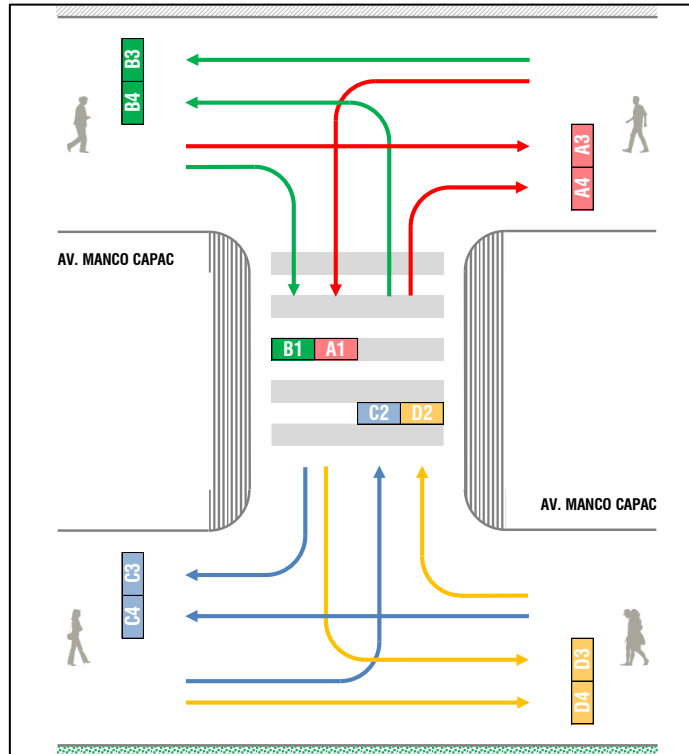 B3
B4
A3
A4
AV. MANCO CAPAC
B1 A1
C2 D2
AV. MANCO CAPAC
C3
C4
D3
D4